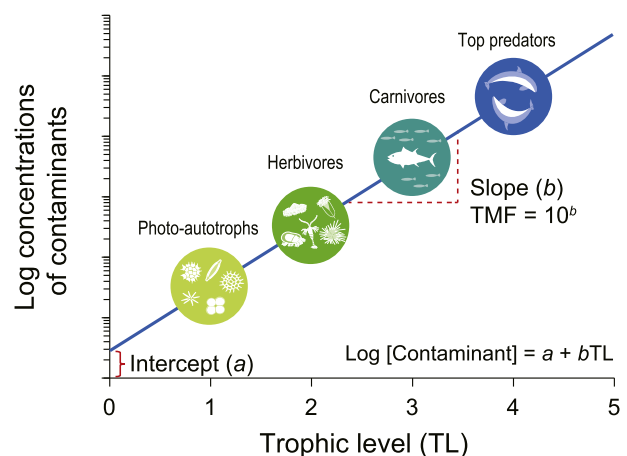 Top predators
Carnivores
Herbivores
Photo-autotrophs
Log concentrations
of contaminants
Slope (b)
TMF = 10ᵇ
Intercept (a)
Log [Contaminant] = a + bTL
0 1 2 3 4 5
Trophic level (TL)